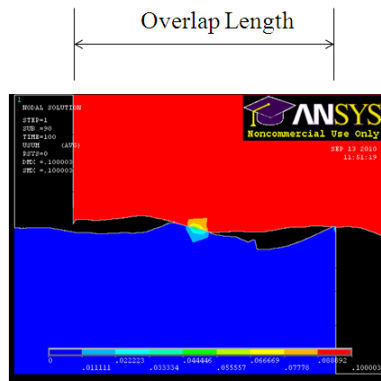 Overlap Length
1
NODAL SOLUTION
STEP=1
SUB =90
TIME=100
USUM (AVG)
RSYS=0
DMX =.100003
SMX =.100003
ANSYS
Noncommercial Use Only
SEP 13 2010
11:51:19
0 .022223 .044446 .066669 .088892
.011111 .033334 .055557 .07778 .100003